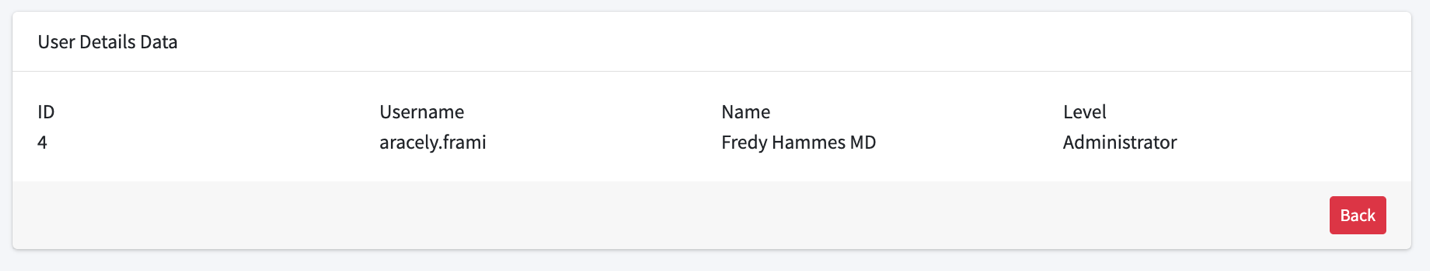 User Details Data
ID Username Name Level
4 aracely.frami Fredy Hammes MD Administrator
Back